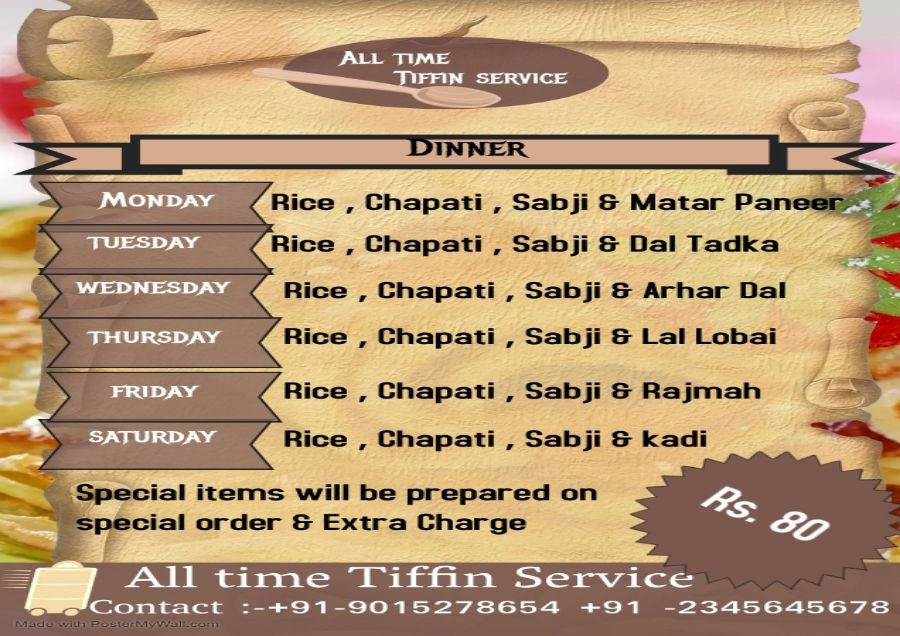 All time
Tiffin service
Dinner
Monday Rice , Chapati , Sabji & Matar Paneer
Tuesday Rice , Chapati , Sabji & Dal Tadka
Wednesday Rice , Chapati , Sabji & Arhar Dal
Thursday Rice , Chapati , Sabji & Lal Lobai
Friday Rice , Chapati , Sabji & Rajmah
Saturday Rice , Chapati , Sabji & kadi
Special items will be prepared on
special order & Extra Charge
Rs. 80
All time Tiffin Service
Contact :-+91-9015278654 +91 -2345645678
Made with PosterMyWall.com